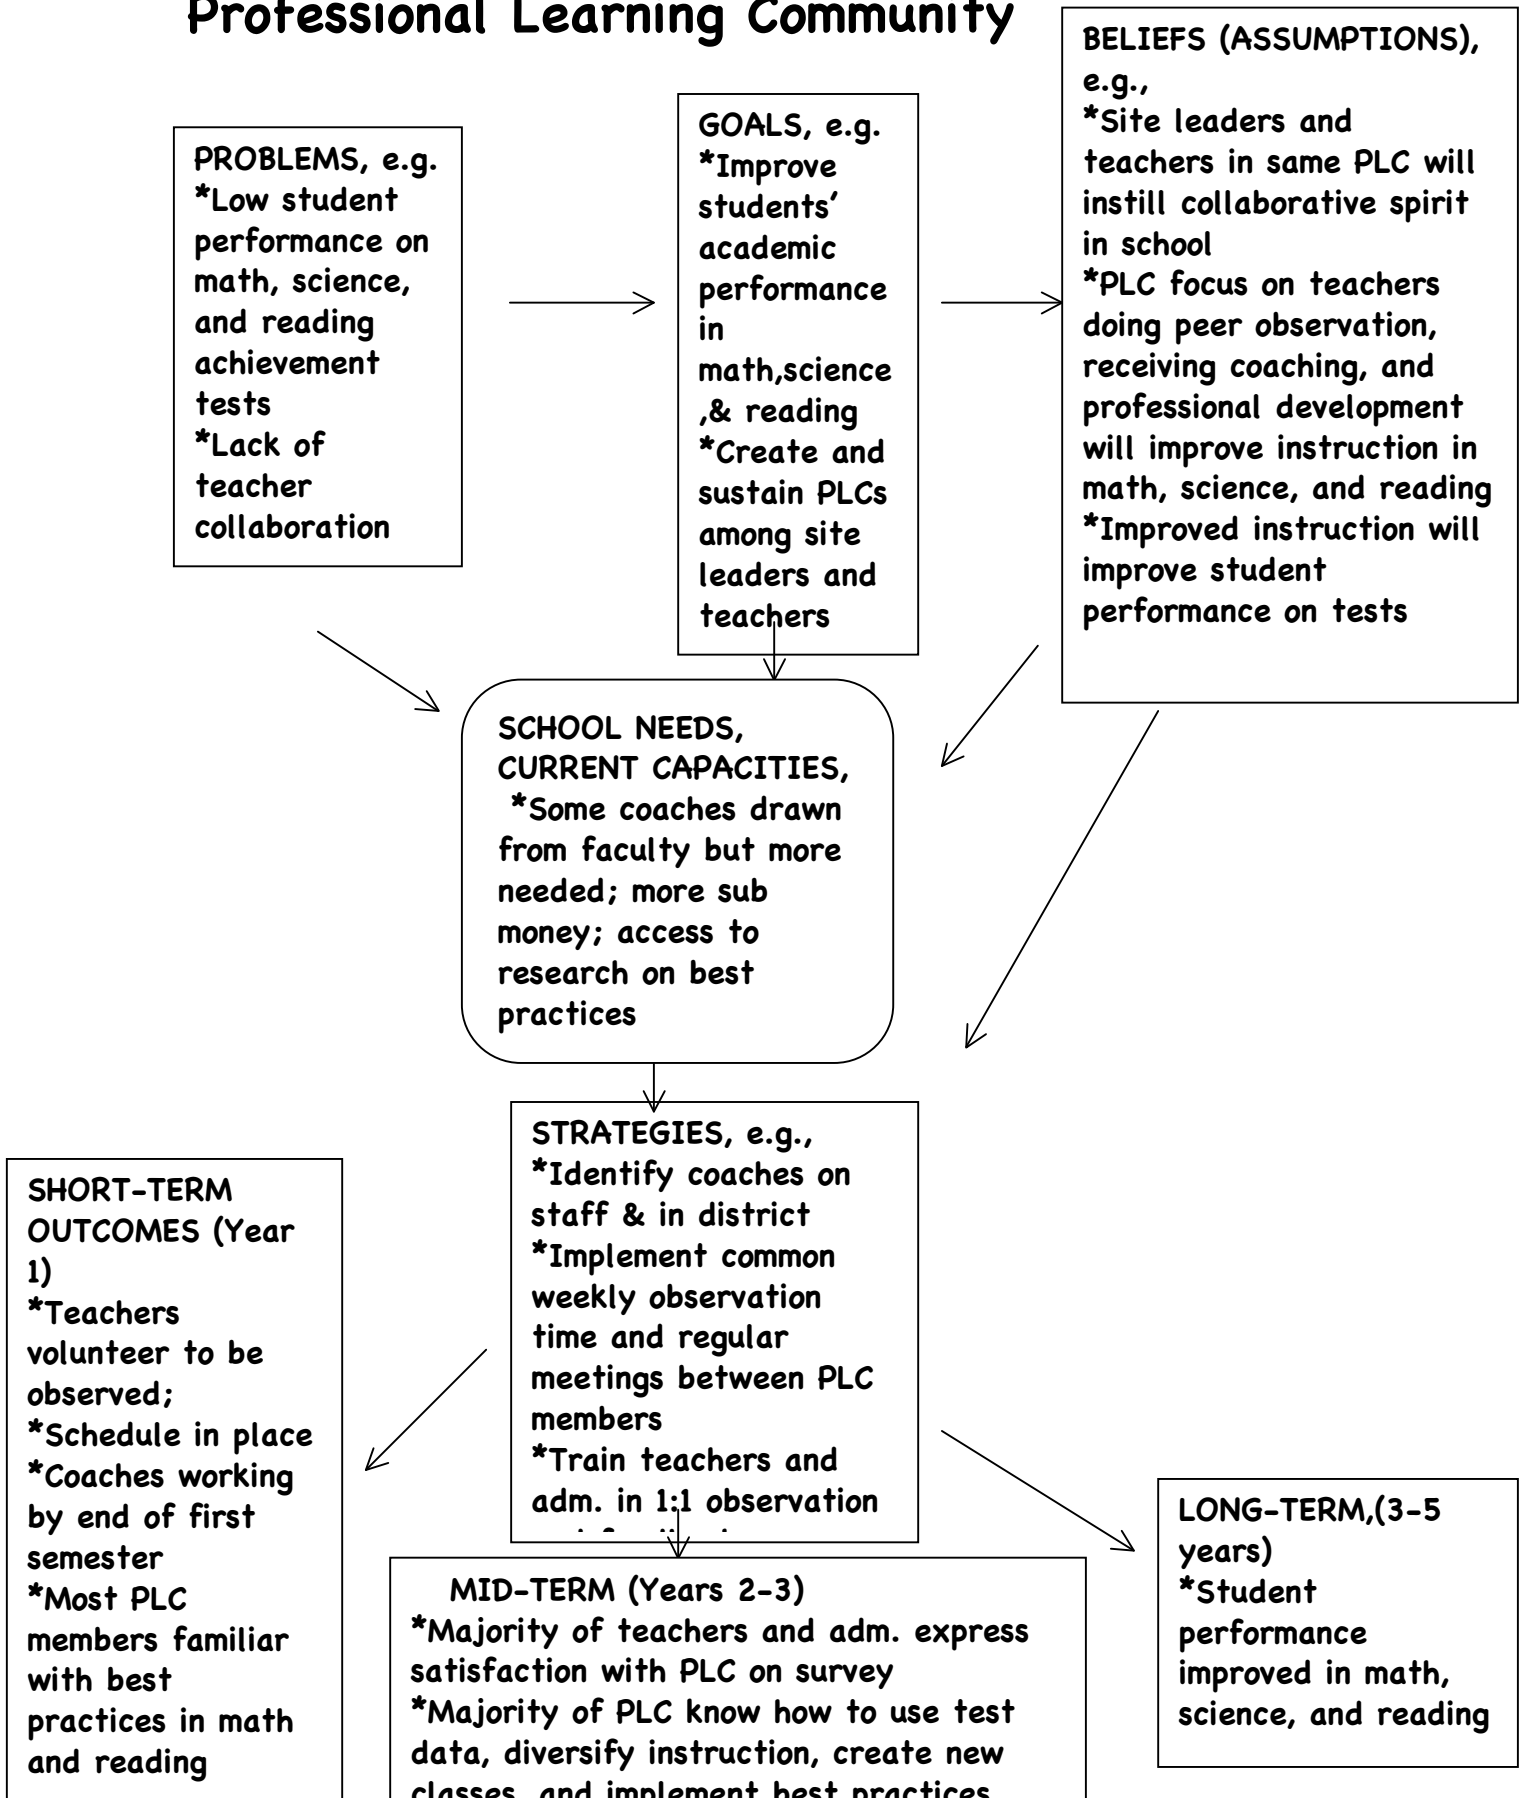 Professional Learning Community
PROBLEMS, e.g.
*Low student
performance on
math, science,
and reading
achievement
tests
*Lack of
teacher
collaboration
GOALS, e.g.
*Improve
students’
academic
performance
in
math,science
,& reading
*Create and
sustain PLCs
among site
leaders and
teachers
BELIEFS (ASSUMPTIONS),
e.g.,
*Site leaders and
teachers in same PLC will
instill collaborative spirit
in school
*PLC focus on teachers
doing peer observation,
receiving coaching, and
professional development
will improve instruction in
math, science, and reading
*Improved instruction will
improve student
performance on tests
SCHOOL NEEDS,
CURRENT CAPACITIES,
*Some coaches drawn
from faculty but more
needed; more sub
money; access to
research on best
practices
STRATEGIES, e.g.,
*Identify coaches on
staff & in district
*Implement common
weekly observation
time and regular
meetings between PLC
members
*Train teachers and
adm. in 1:1 observation
SHORT-TERM
OUTCOMES (Year
1)
*Teachers
volunteer to be
observed;
*Schedule in place
*Coaches working
by end of first
semester
*Most PLC
members familiar
with best
practices in math
and reading
MID-TERM (Years 2-3)
*Majority of teachers and adm. express
satisfaction with PLC on survey
*Majority of PLC know how to use test
data, diversify instruction, create new
classes, and implement best practices
LONG-TERM,(3-5
years)
*Student
performance
improved in math,
science, and reading